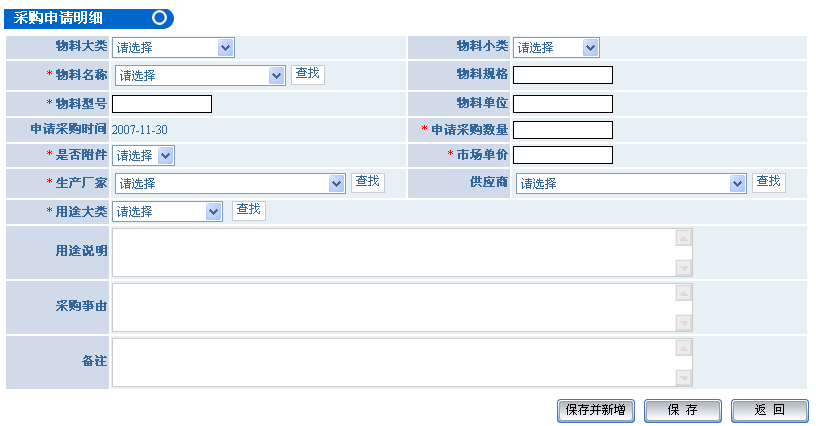 采购申请明细
物料大类 请选择 物料小类 请选择
* 物料名称 请选择 查找 物料规格
* 物料型号 物料单位
申请采购时间 2007-11-30 * 申请采购数量
* 是否附件 请选择 * 市场单价
* 生产厂家 请选择 查找 供应商 请选择 查找
* 用途大类 请选择 查找
用途说明
采购事由
备注
保存并新增 保 存 返 回